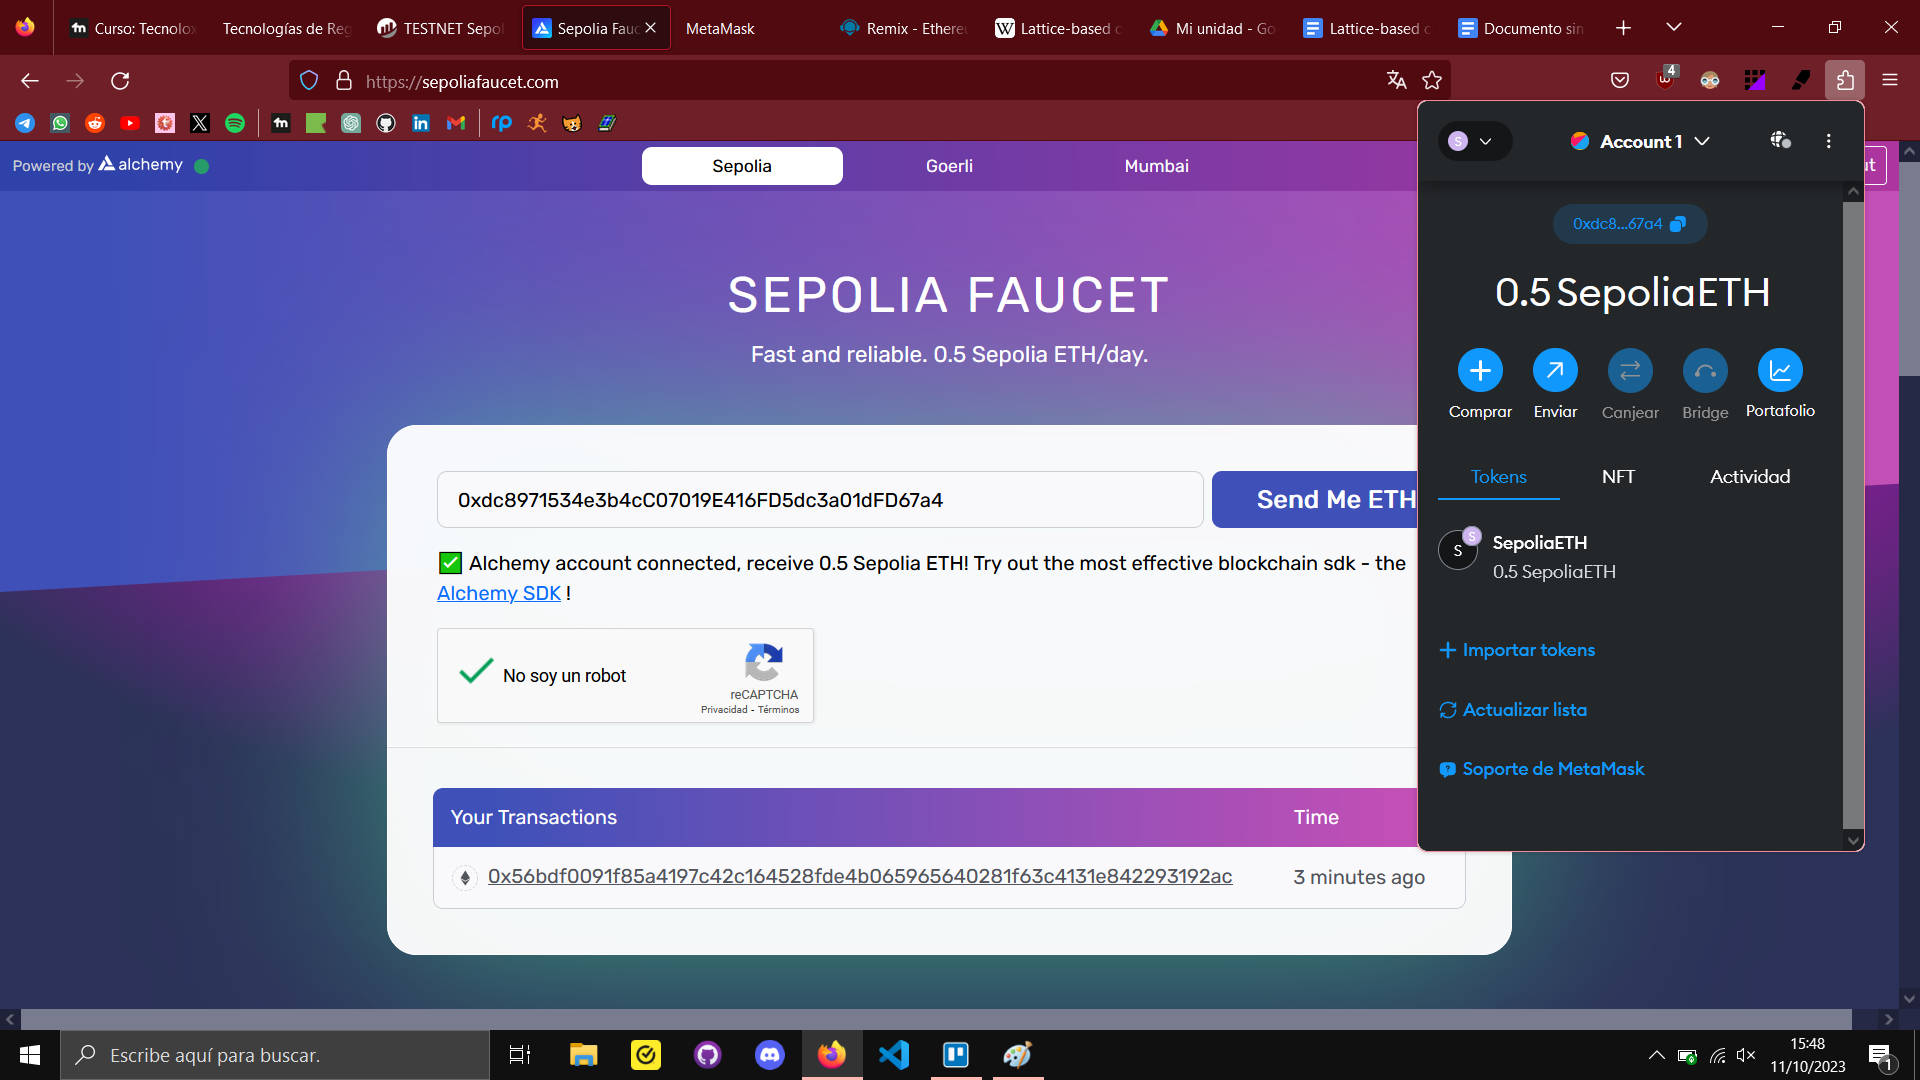 Curso: Tecnolox
Tecnologías de Reg
TESTNET Sepol
Sepolia Fauc
MetaMask
Remix - Ethere
Lattice-based c
Mi unidad - Go
Lattice-based c
Documento sin
https://sepoliafaucet.com
4
Powered by alchemy
Sepolia
Goerli
Mumbai
SEPOLIA FAUCET
Fast and reliable. 0.5 Sepolia ETH/day.
0xdc8971534e3b4cC07019E416FD5dc3a01dFD67a4
Send Me ETH
Alchemy account connected, receive 0.5 Sepolia ETH! Try out the most effective blockchain sdk - the
Alchemy SDK !
No soy un robot
reCAPTCHA
Privacidad - Términos
Your Transactions
Time
0x56bdf0091f85a4197c42c164528fde4b065965640281f63c4131e842293192ac
3 minutes ago
S
Account 1
0xdc8...67a4
0.5 SepoliaETH
Comprar
Enviar
Canjear
Bridge
Portafolio
Tokens
NFT
Actividad
S
S
SepoliaETH
0.5 SepoliaETH
Importar tokens
Actualizar lista
Soporte de MetaMask
Escribe aquí para buscar.
15:48
11/10/2023
1